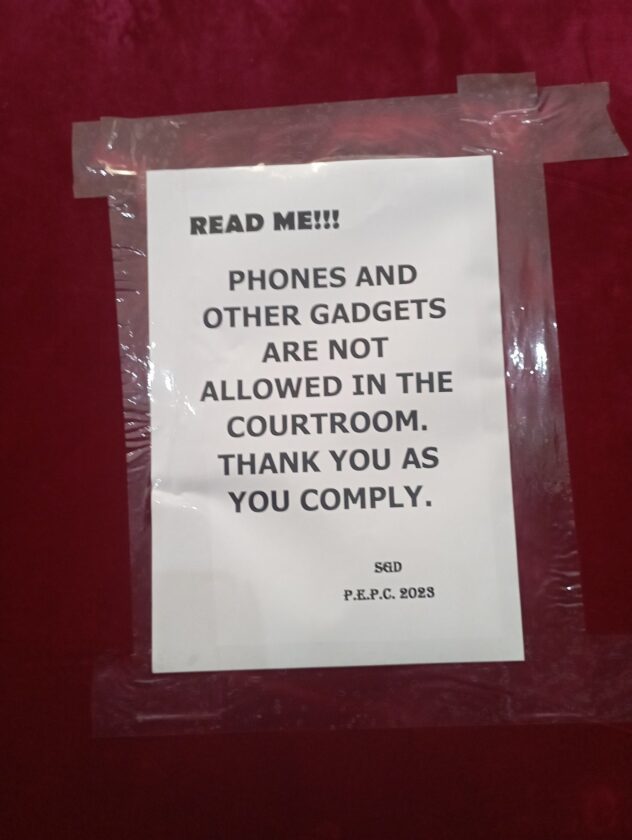 READ ME!!!
PHONES AND
OTHER GADGETS
ARE NOT
ALLOWED IN THE
COURTROOM.
THANK YOU AS
YOU COMPLY.
SGD
P.E.P.C. 2023